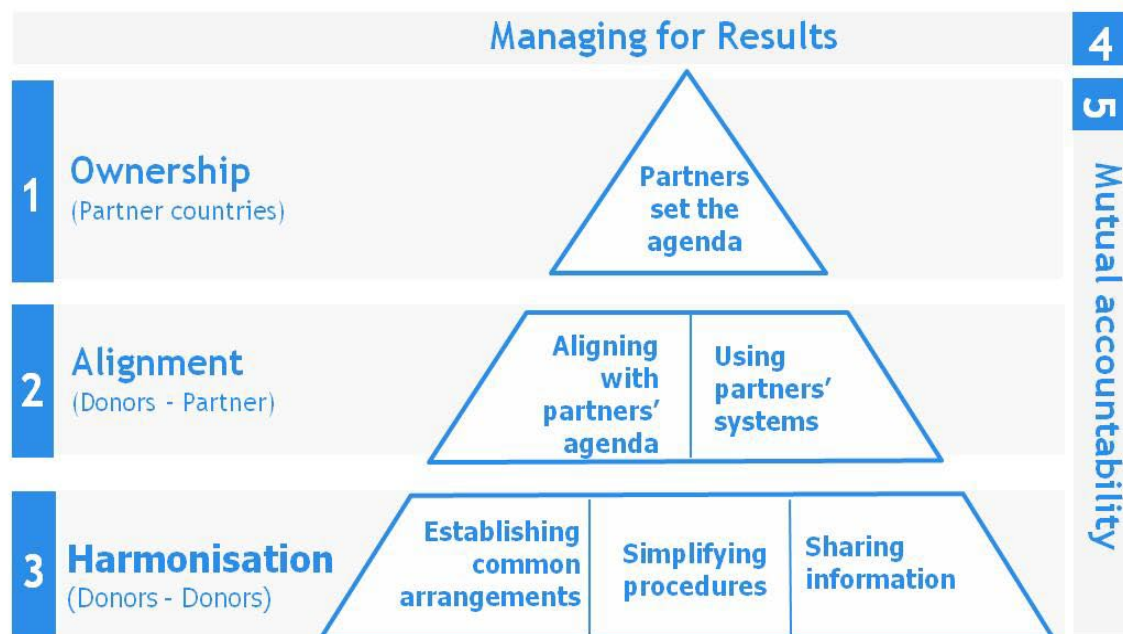 Managing for Results
4
5
Mutual accountability
1
Ownership
(Partner countries)
Partners
set the
agenda
2
Alignment
(Donors - Partner)
Aligning
with
partners’
agenda
Using
partners’
systems
3
Harmonisation
(Donors - Donors)
Establishing
common
arrangements
Simplifying
procedures
Sharing
information